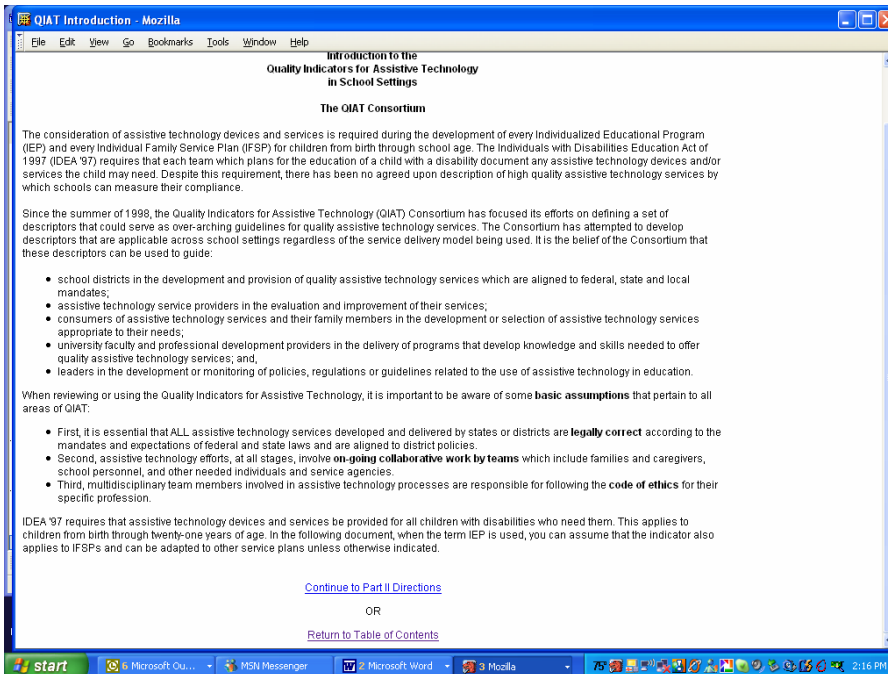 QIAT Introduction - Mozilla
File Edit View Go Bookmarks Tools Window Help
Introduction to the
Quality Indicators for Assistive Technology
in School Settings
The QIAT Consortium
The consideration of assistive technology devices and services is required during the development of every Individualized Educational Program
(IEP) and every Individual Family Service Plan (IFSP) for children from birth through school age. The Individuals with Disabilities Education Act of
1997 (IDEA '97) requires that each team which plans for the education of a child with a disability document any assistive technology devices and/or
services the child may need. Despite this requirement, there has been no agreed upon description of high quality assistive technology services by
which schools can measure their compliance.
Since the summer of 1998, the Quality Indicators for Assistive Technology (QIAT) Consortium has focused its efforts on defining a set of
descriptors that could serve as over-arching guidelines for quality assistive technology services. The Consortium has attempted to develop
descriptors that are applicable across school settings regardless of the service delivery model being used. It is the belief of the Consortium that
these descriptors can be used to guide:
• school districts in the development and provision of quality assistive technology services which are aligned to federal, state and local
mandates;
• assistive technology service providers in the evaluation and improvement of their services;
• consumers of assistive technology services and their family members in the development or selection of assistive technology services
appropriate to their needs;
• university faculty and professional development providers in the delivery of programs that develop knowledge and skills needed to offer
quality assistive technology services; and,
• leaders in the development or monitoring of policies, regulations or guidelines related to the use of assistive technology in education.
When reviewing or using the Quality Indicators for Assistive Technology, it is important to be aware of some basic assumptions that pertain to all
areas of QIAT:
• First, it is essential that ALL assistive technology services developed and delivered by states or districts are legally correct according to the
mandates and expectations of federal and state laws and are aligned to district policies.
• Second, assistive technology efforts, at all stages, involve on-going collaborative work by teams which include families and caregivers,
school personnel, and other needed individuals and service agencies.
• Third, multidisciplinary team members involved in assistive technology processes are responsible for following the code of ethics for their
specific profession.
IDEA '97 requires that assistive technology devices and services be provided for all children with disabilities who need them. This applies to
children from birth through twenty-one years of age. In the following document, when the term IEP is used, you can assume that the indicator also
applies to IFSPs and can be adapted to other service plans unless otherwise indicated.
Continue to Part II Directions
OR
Return to Table of Contents
start 6 Microsoft Ou... MSN Messenger 2 Microsoft Word 3 Mozilla 75° 2:16 PM